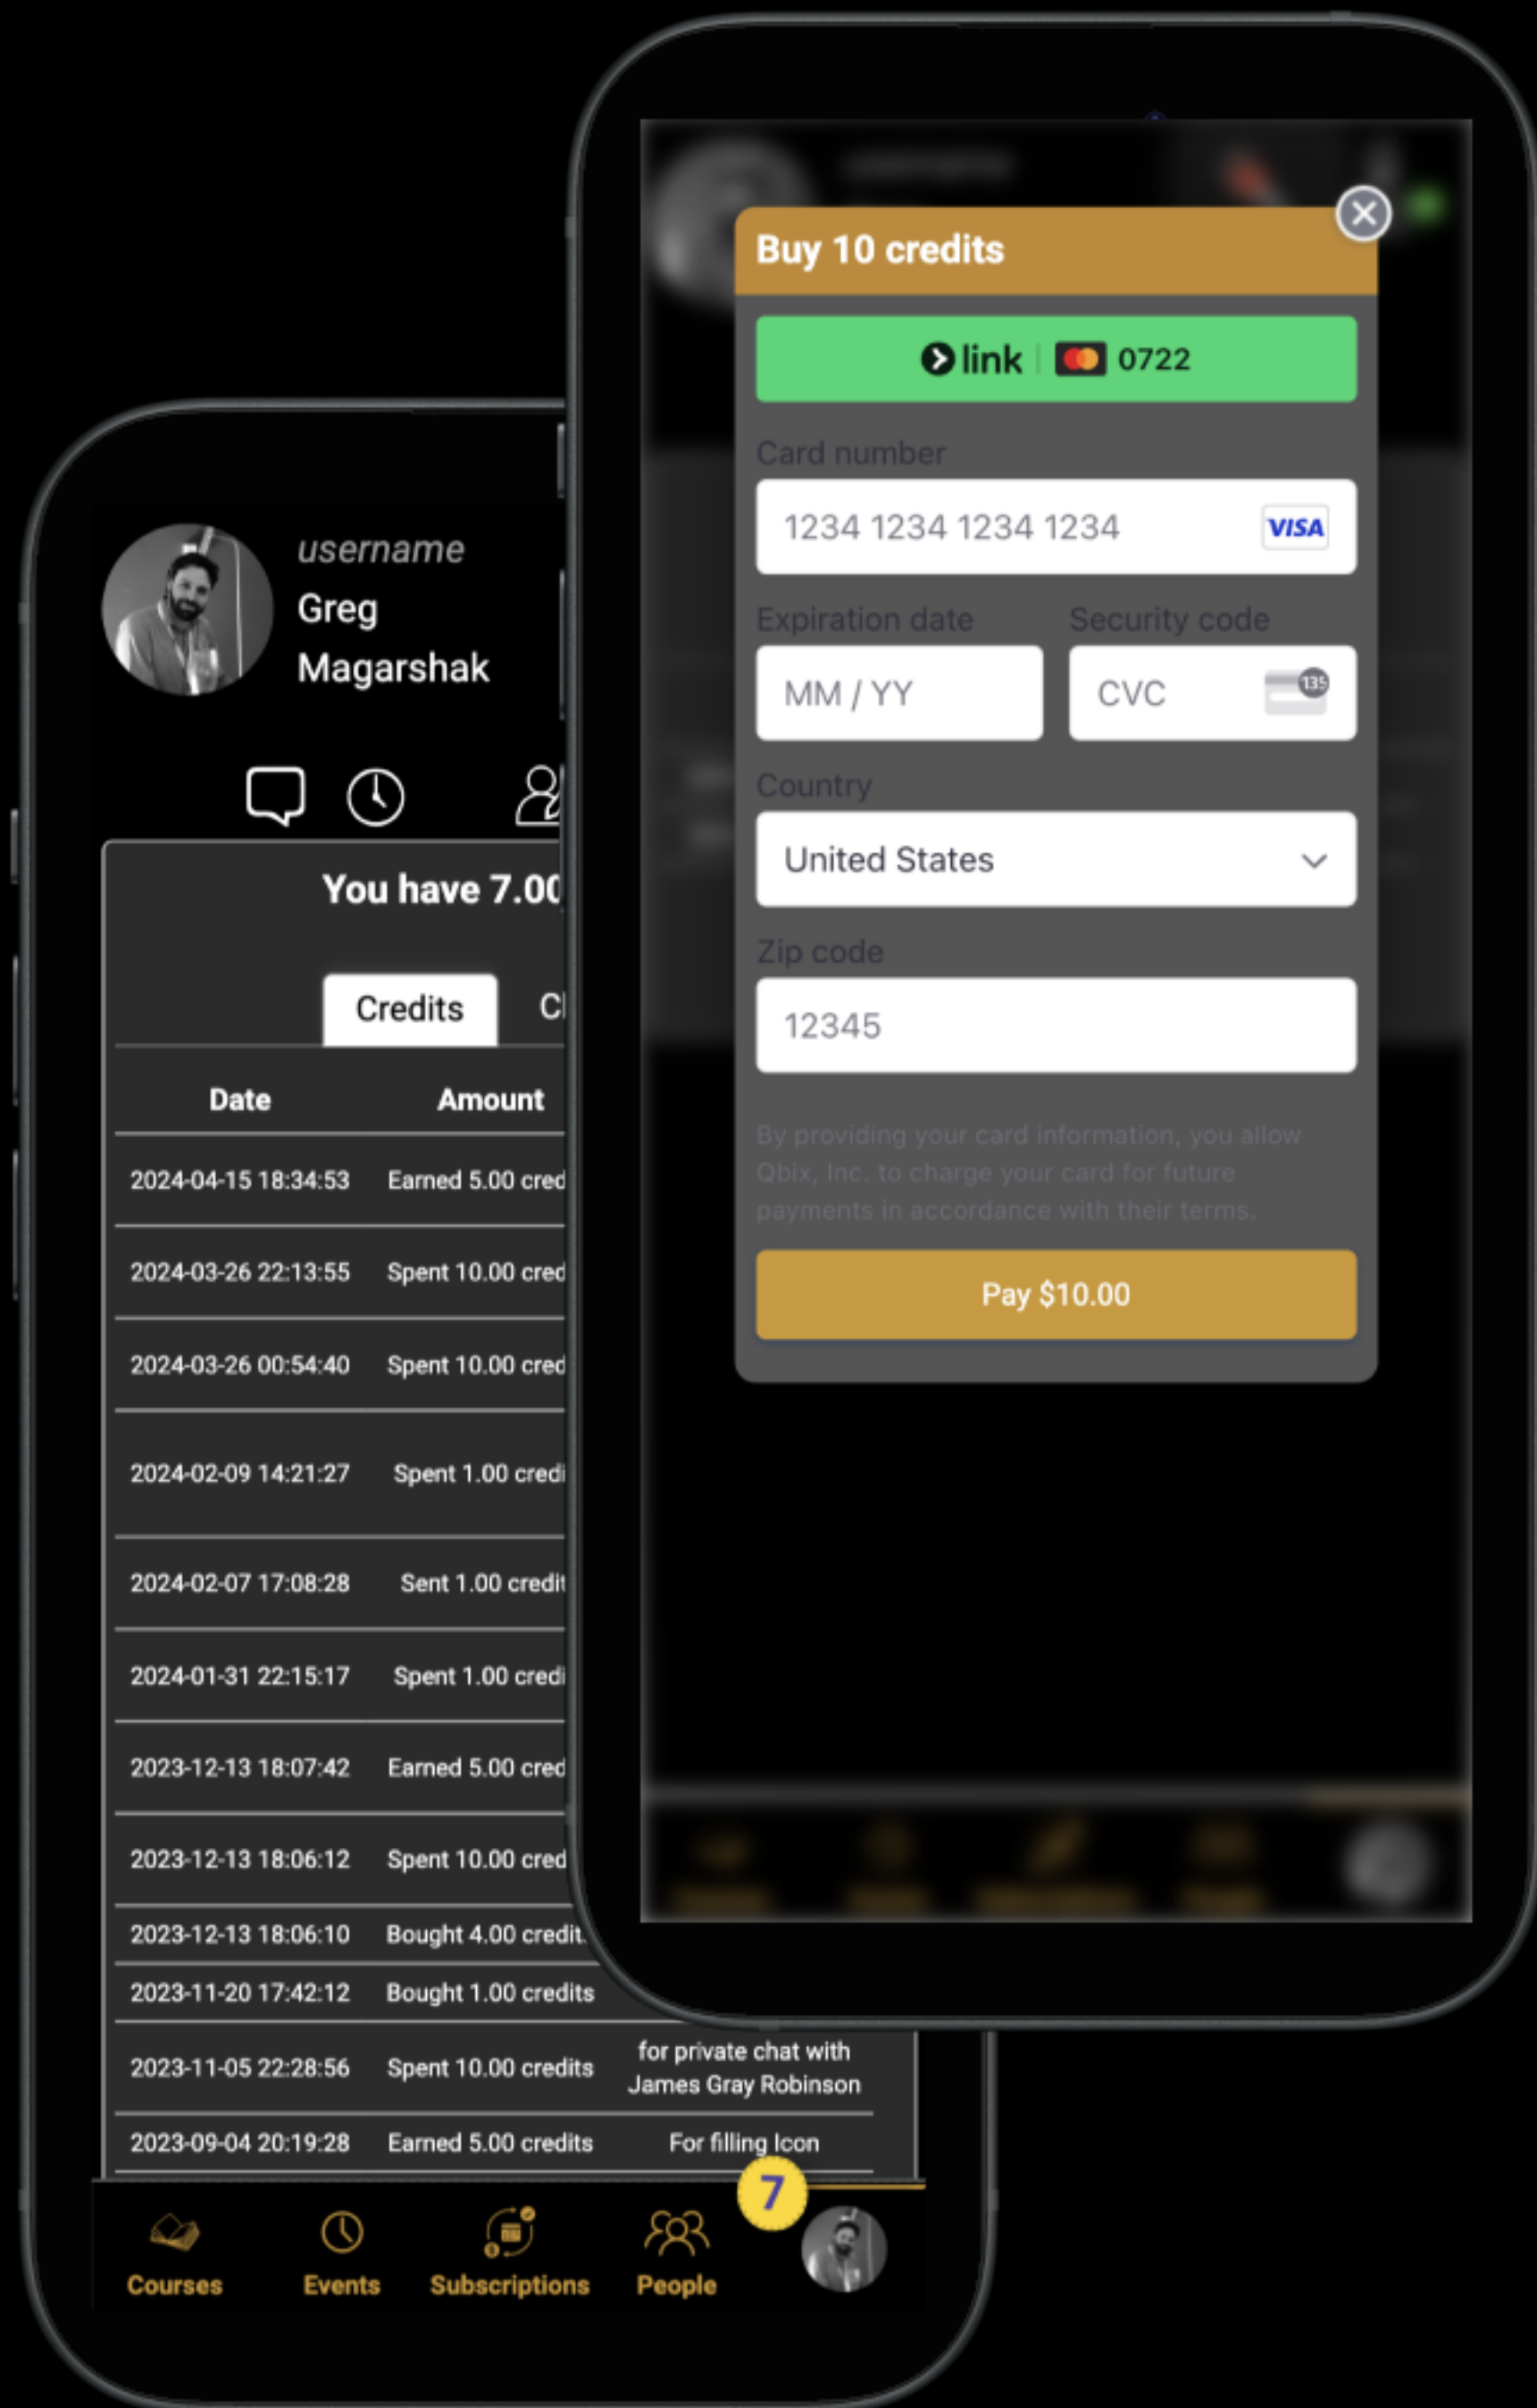 username
Greg
Magarshak
You have 7.00
Credits
Date Amount
2024-04-15 18:34:53 Earned 5.00 cred
2024-03-26 22:13:55 Spent 10.00 cred
2024-03-26 00:54:40 Spent 10.00 cred
2024-02-09 14:21:27 Spent 1.00 credi
2024-02-07 17:08:28 Sent 1.00 credit
2024-01-31 22:15:17 Spent 1.00 credi
2023-12-13 18:07:42 Earned 5.00 cred
2023-12-13 18:06:12 Spent 10.00 cred
2023-12-13 18:06:10 Bought 4.00 credit
2023-11-20 17:42:12 Bought 1.00 credits
for private chat with
2023-11-05 22:28:56 Spent 10.00 credits
James Gray Robinson
2023-09-04 20:19:28 Earned 5.00 credits For filling Icon
7
Courses Events Subscriptions People
Buy 10 credits
link 0722
Card number
1234 1234 1234 1234 VISA
Expiration date Security code
MM / YY CVC 135
Country
United States
Zip code
12345
By providing your card information, you allow
Qbix, Inc. to charge your card for future
payments in accordance with their terms.
Pay $10.00